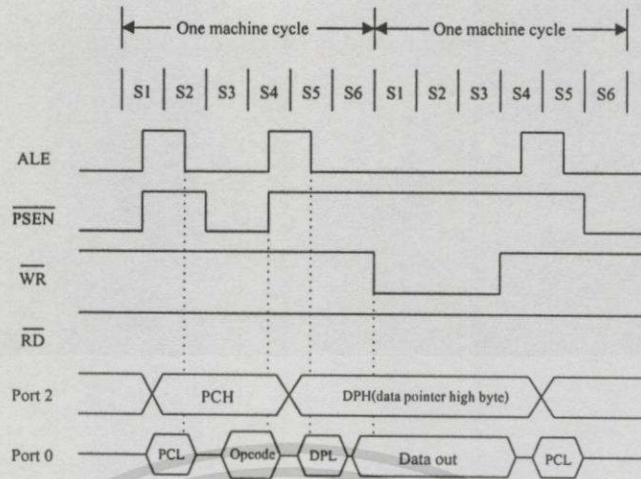 One machine cycle One machine cycle
S1 S2 S3 S4 S5 S6 S1 S2 S3 S4 S5 S6
ALE
PSEN
WR
RD
Port 2 PCH DPH(data pointer high byte)
Port 0 PCL Opcode DPL Data out PCL